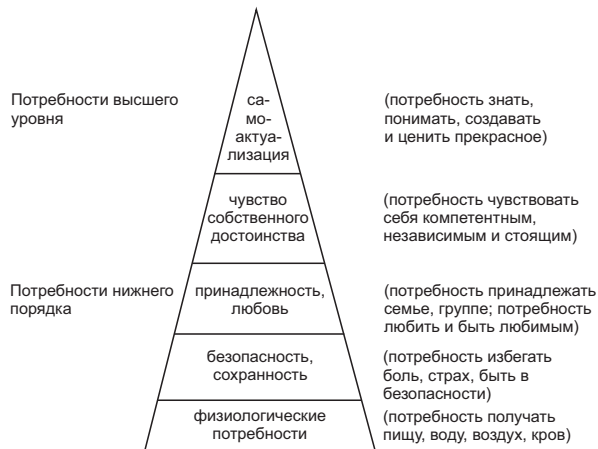 Потребности высшего
уровня
са-
мо-
актуа-
лизация
(потребность знать,
понимать, создавать
и ценить прекрасное)
чувство
собственного
достоинства
(потребность чувствовать
себя компетентным,
независимым и стоящим)
Потребности нижнего
порядка
принадлежность,
любовь
(потребность принадлежать
семье, группе; потребность
любить и быть любимым)
безопасность,
сохранность
(потребность избегать
боль, страх, быть в
безопасности)
физиологические
потребности
(потребность получать
пищу, воду, воздух, кров)